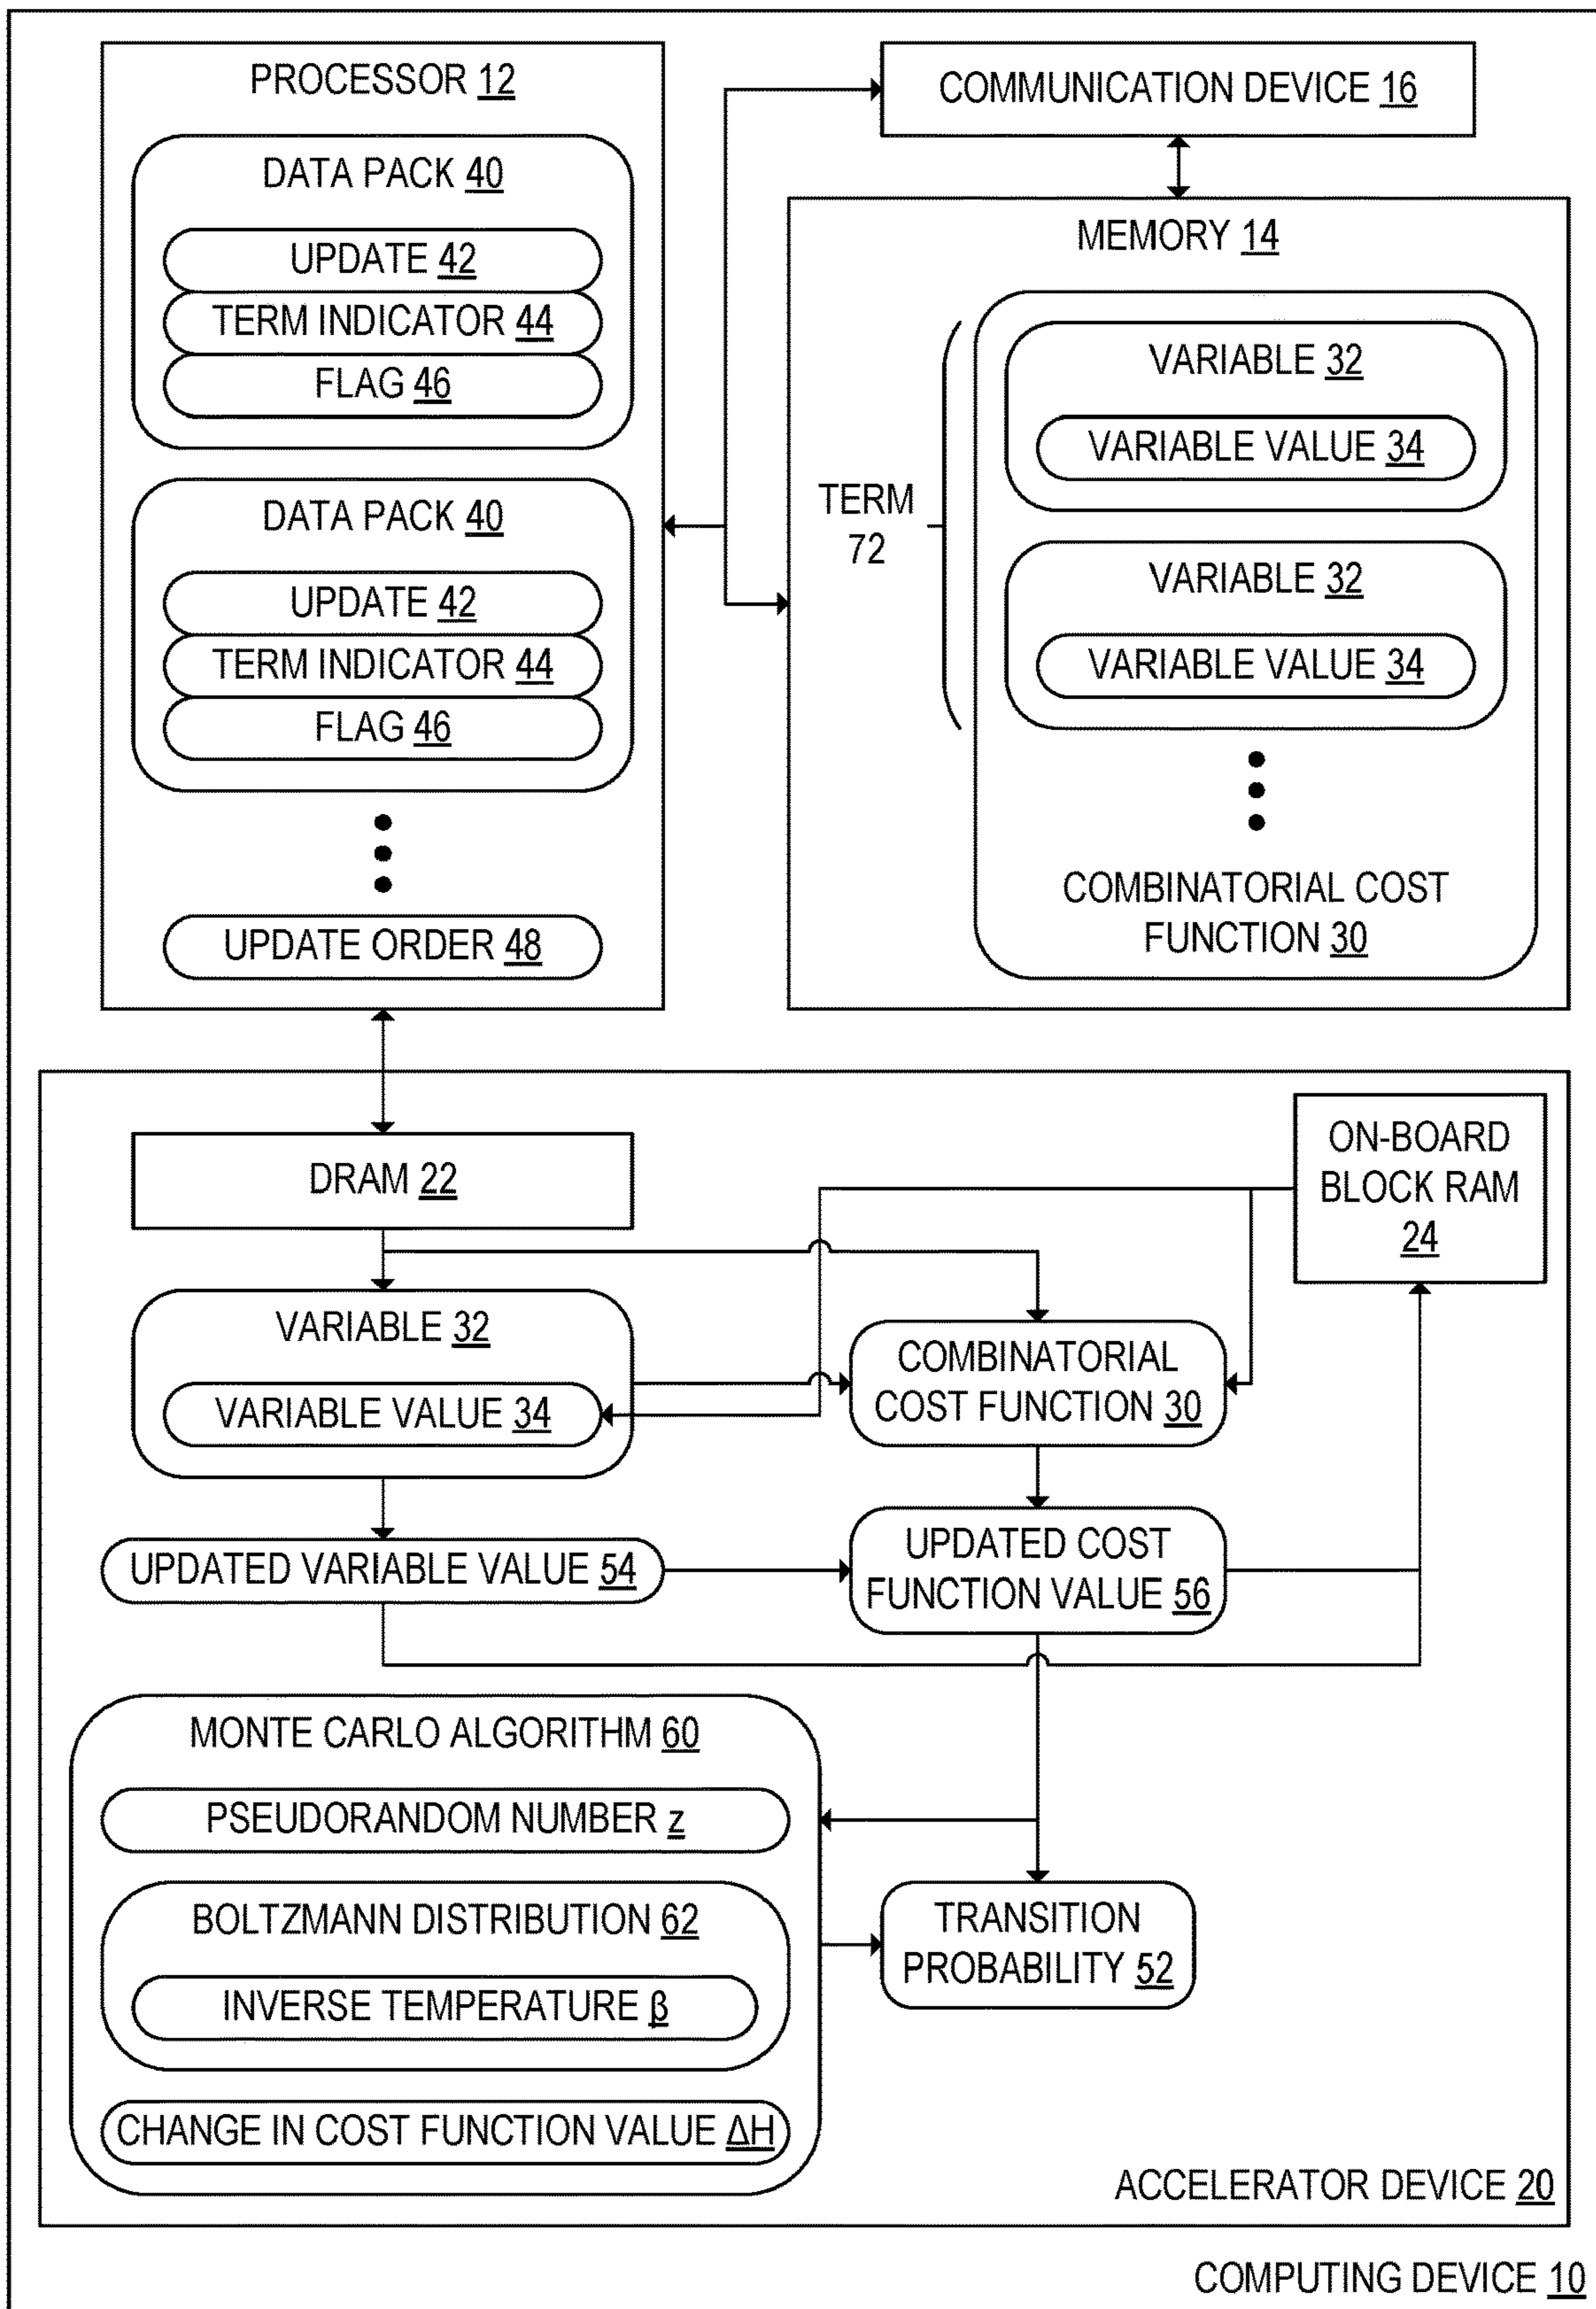 PROCESSOR 12
DATA PACK 40
UPDATE 42
TERM INDICATOR 44
FLAG 46
DATA PACK 40
UPDATE 42
TERM INDICATOR 44
FLAG 46
UPDATE ORDER 48
COMMUNICATION DEVICE 16
MEMORY 14
VARIABLE 32
VARIABLE VALUE 34
TERM
72
VARIABLE 32
VARIABLE VALUE 34
COMBINATORIAL COST
FUNCTION 30
DRAM 22
ON-BOARD
BLOCK RAM
24
VARIABLE 32
VARIABLE VALUE 34
COMBINATORIAL
COST FUNCTION 30
UPDATED VARIABLE VALUE 54
UPDATED COST
FUNCTION VALUE 56
MONTE CARLO ALGORITHM 60
PSEUDORANDOM NUMBER z
BOLTZMANN DISTRIBUTION 62
INVERSE TEMPERATURE β
CHANGE IN COST FUNCTION VALUE ΔH
TRANSITION
PROBABILITY 52
ACCELERATOR DEVICE 20
COMPUTING DEVICE 10